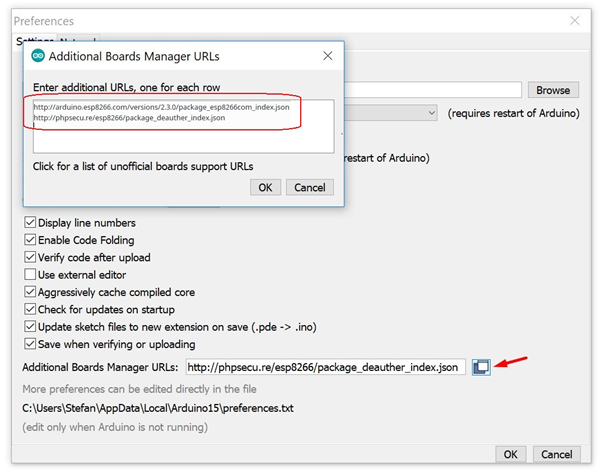 Preferences
Settings Network
Additional Boards Manager URLs
Enter additional URLs, one for each row
http://arduino.esp8266.com/versions/2.3.0/package_esp8266com_index.json
http://phpsecu.re/esp8266/package_deauther_index.json
Click for a list of unofficial boards support URLs
OK Cancel
Browse
(requires restart of Arduino)
restart of Arduino)
Display line numbers
Enable Code Folding
Verify code after upload
Use external editor
Aggressively cache compiled core
Check for updates on startup
Update sketch files to new extension on save (.pde -> .ino)
Save when verifying or uploading
Additional Boards Manager URLs: http://phpsecu.re/esp8266/package_deauther_index.json
More preferences can be edited directly in the file
C:\Users\Stefan\AppData\Local\Arduino15\preferences.txt
(edit only when Arduino is not running)
OK Cancel